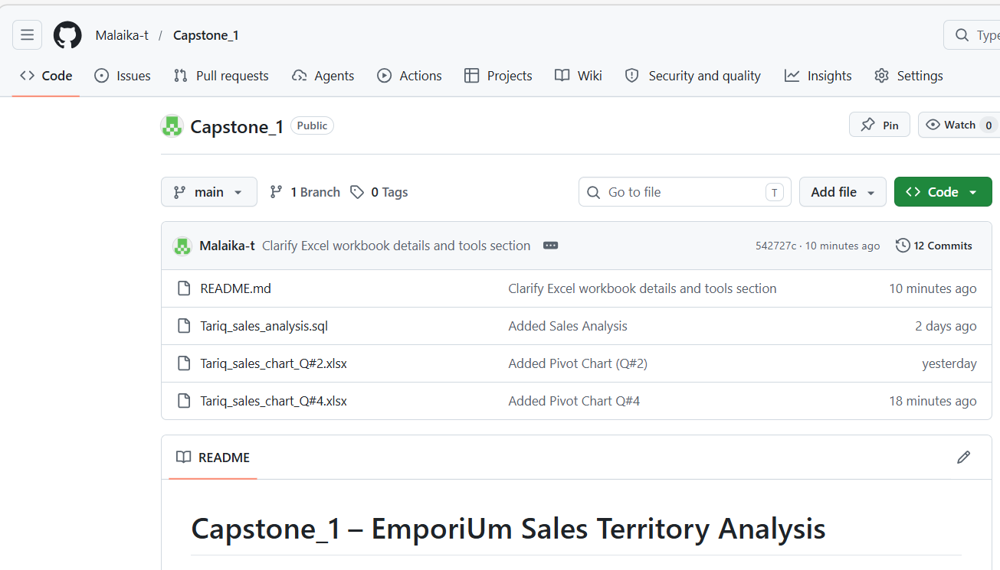 Malaika-t / Capstone_1
Type
Code Issues Pull requests Agents Actions Projects Wiki Security and quality Insights Settings
Capstone_1 Public Pin Watch 0
main 1 Branch 0 Tags Go to file T Add file Code
Malaika-t Clarify Excel workbook details and tools section 542727c · 10 minutes ago 12 Commits
README.md Clarify Excel workbook details and tools section 10 minutes ago
Tariq_sales_analysis.sql Added Sales Analysis 2 days ago
Tariq_sales_chart_Q#2.xlsx Added Pivot Chart (Q#2) yesterday
Tariq_sales_chart_Q#4.xlsx Added Pivot Chart Q#4 18 minutes ago
README
Capstone_1 – EmporiUm Sales Territory Analysis